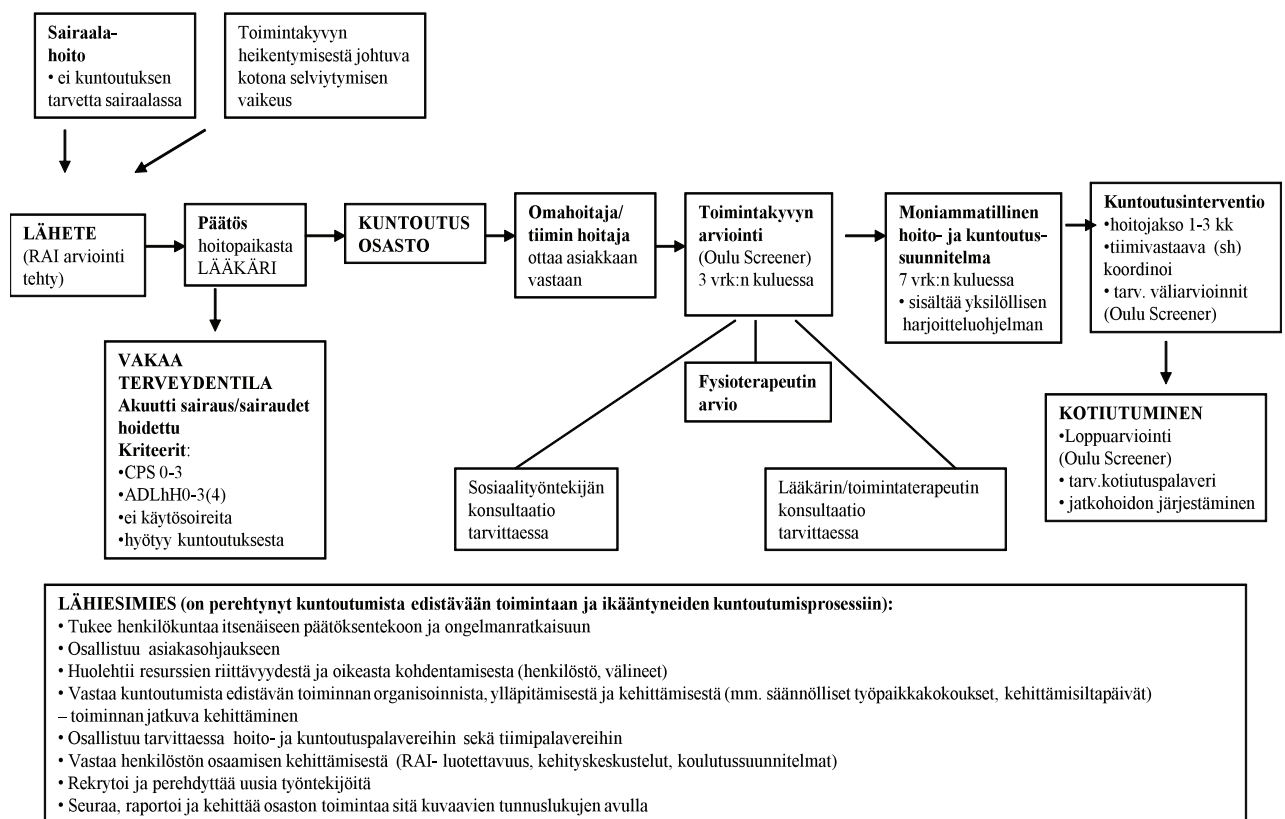 Sairaala-
hoito
• ei kuntoutuksen
tarvetta sairaalassa
Toimintakyvyn
heikentymisestä johtuva
kotona selviytymisen
vaikeus
LÄHETE
(RAI arviointi
tehty)
Päätös
hoitopaikasta
LÄÄKÄRI
KUNTOUTUS
OSASTO
Omahoitaja/
tiimin hoitaja
ottaa asiakkaan
vastaan
Toimintakyvyn
arviointi
(Oulu Screener)
3 vrk:n kuluessa
Moniammatillinen
hoito- ja kuntoutus-
suunnitelma
7 vrk:n kuluessa
• sisältää yksilöllisen
harjoitteluohjelman
Kuntoutusinterventio
•hoitojakso 1-3 kk
•tiimivastaava (sh)
koordinoi
• tarv. väliarvioinnit
(Oulu Screener)
VAKAA
TERVEYDENTILA
Akuutti sairaus/sairaudet
hoidettu
Kriteerit:
•CPS 0-3
•ADLhH0-3(4)
•ei käytösoireita
•hyötyy kuntoutuksesta
Fysioterapeutin
arvio
Sosiaalityöntekijän
konsultaatio
tarvittaessa
Lääkärin/toimintaterapeutin
konsultaatio
tarvittaessa
KOTIUTUMINEN
•Loppuarviointi
(Oulu Screener)
• tarv.kotiutuspalaveri
• jatkohoidon järjestäminen
LÄHIESIMIES (on perehtynyt kuntoutumista edistävään toimintaan ja ikääntyneiden kuntoutumisprosessiin):
• Tukee henkilökuntaa itsenäiseen päätöksentekoon ja ongelmanratkaisuun
• Osallistuu asiakasohjaukseen
• Huolehtii resurssien riittävyydestä ja oikeasta kohdentamisesta (henkilöstö, välineet)
• Vastaa kuntoutumista edistävän toiminnan organisoinnista, ylläpitämisestä ja kehittämisestä (mm. säännölliset työpaikkakokoukset, kehittämisiltapäivät)
– toiminnan jatkuva kehittäminen
• Osallistuu tarvittaessa hoito- ja kuntoutuspalavereihin sekä tiimipalavereihin
• Vastaa henkilöstön osaamisen kehittämisestä (RAI- luotettavuus, kehityskeskustelut, koulutussuunnitelmat)
• Rekrytoi ja perehdyttää uusia työntekijöitä
• Seuraa, raportoi ja kehittää osaston toimintaa sitä kuvaavien tunnuslukujen avulla